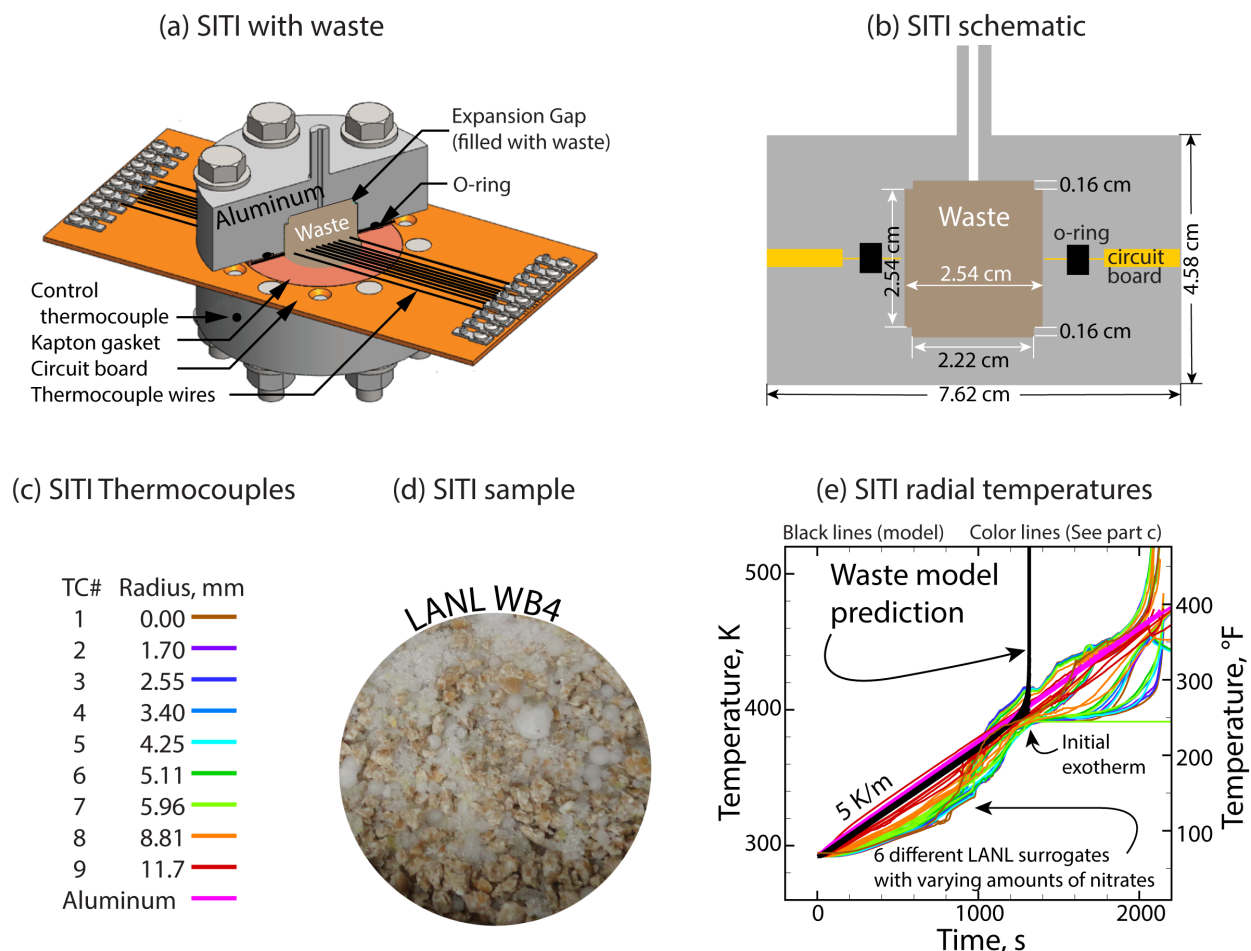 (a) SITI with waste
Expansion Gap
(filled with waste)
O-ring
Aluminum
Waste
Control
thermocouple
Kapton gasket
Circuit board
Thermocouple wires
(b) SITI schematic
0.16 cm
Waste
o-ring
circuit
board
2.54 cm
2.54 cm
4.58 cm
0.16 cm
2.22 cm
7.62 cm
(c) SITI Thermocouples
TC# Radius, mm
1 0.00
2 1.70
3 2.55
4 3.40
5 4.25
6 5.11
7 5.96
8 8.81
9 11.7
Aluminum
(d) SITI sample
LANL WB4
(e) SITI radial temperatures
Black lines (model) Color lines (See part c)
Waste model
prediction
5 K/m
Initial
exotherm
6 different LANL surrogates
with varying amounts of nitrates
Temperature, K
500
400
300
Temperature, °F
400
300
200
100
0 1000 2000
Time, s